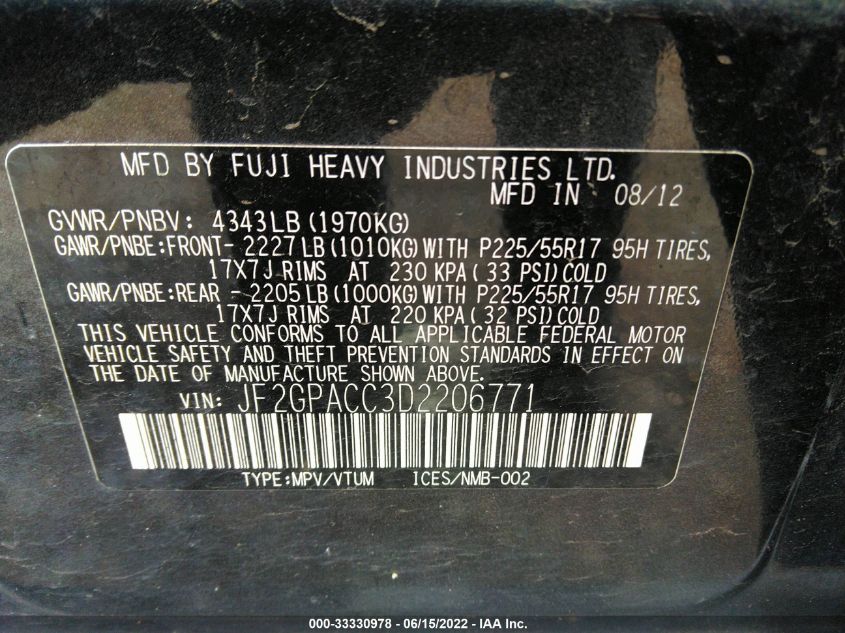 MFD BY FUJI HEAVY INDUSTRIES LTD.
MFD IN 08/12
GVWR/PNBV: 4343LB(1970KG)
GAWR/PNBE:FRONT- 2227LB(1010KG)WITH P225/55R17 95H TIRES,
17X7J RIMS AT 230 KPA(33 PSI)COLD
GAWR/PNBE:REAR - 2205LB(1000KG)WITH P225/55R17 95H TIRES,
17X7J RIMS AT 220 KPA(32 PSI)COLD
THIS VEHICLE CONFORMS TO ALL APPLICABLE FEDERAL MOTOR
VEHICLE SAFETY AND THEFT PREVENTION STANDARDS IN EFFECT ON
THE DATE OF MANUFACTURE SHOWN ABOVE.
VIN: JF2GPACC3D2206771
TYPE:MPV/VTUM ICES/NMB-002
000-33330978 - 06/15/2022 - IAA Inc.